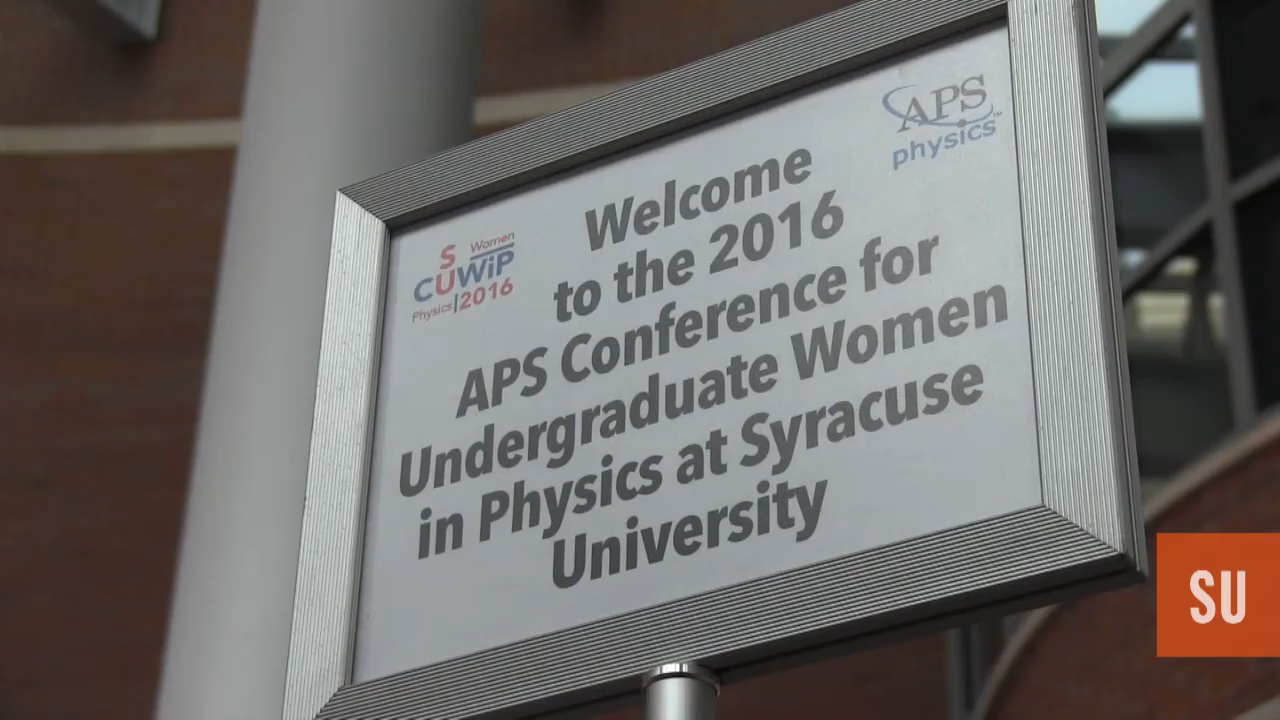 APS
physics
Welcome
to the 2016
APS Conference for
Undergraduate Women
in Physics at Syracuse
University
S Women
CUWiP
Physics|2016
SU